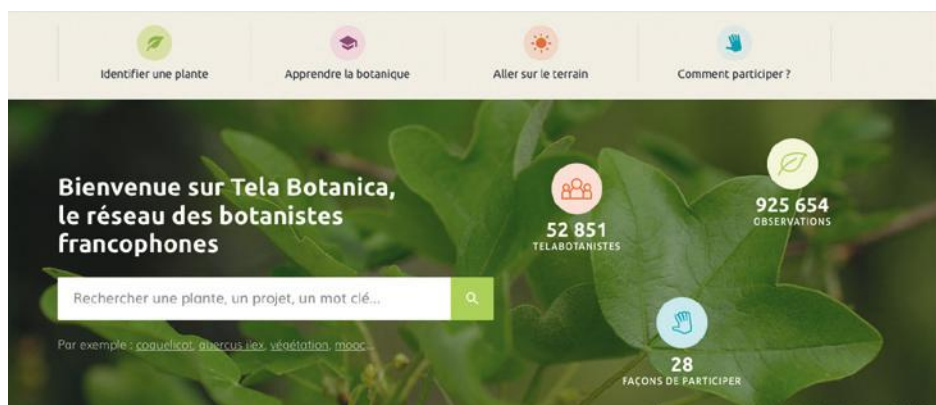 Identifier une plante
Apprendre la botanique
Aller sur le terrain
Comment participer ?
Bienvenue sur Tela Botanica,
le réseau des botanistes
francophones
Rechercher une plante, un projet, un mot clé...
Par exemple : coquelicot, quercus ilex, végétation, mooc...
52 851
TELABOTANISTES
925 654
OBSERVATIONS
28
FAÇONS DE PARTICIPER